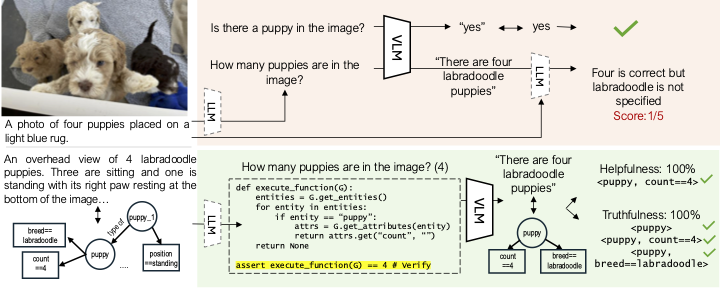 Is there a puppy in the image?
"yes"
yes
VLM
How many puppies are in the image?
"There are four labradoodle puppies"
LLM
LLM
Four is correct but labradoodle is not specified
Score:1/5
A photo of four puppies placed on a light blue rug.
An overhead view of 4 labradoodle puppies. Three are sitting and one is standing with its right paw resting at the bottom of the image…
type of
puppy_1
breed== labradoodle
puppy
count ==4
....
position ==standing
LLM
How many puppies are in the image? (4)
def execute_function(G):
entities = G.get_entities()
for entity in entities:
if entity == "puppy":
attrs = G.get_attributes(entity)
return attrs.get("count", "")
return None
assert execute_function(G) == 4 # Verify
VLM
"There are four labradoodle puppies"
puppy
count ==4
breed== labradoodle
Helpfulness: 100%
<puppy, count==4>
Truthfulness: 100%
<puppy>
<puppy, count==4>
<puppy, breed==labradoodle>